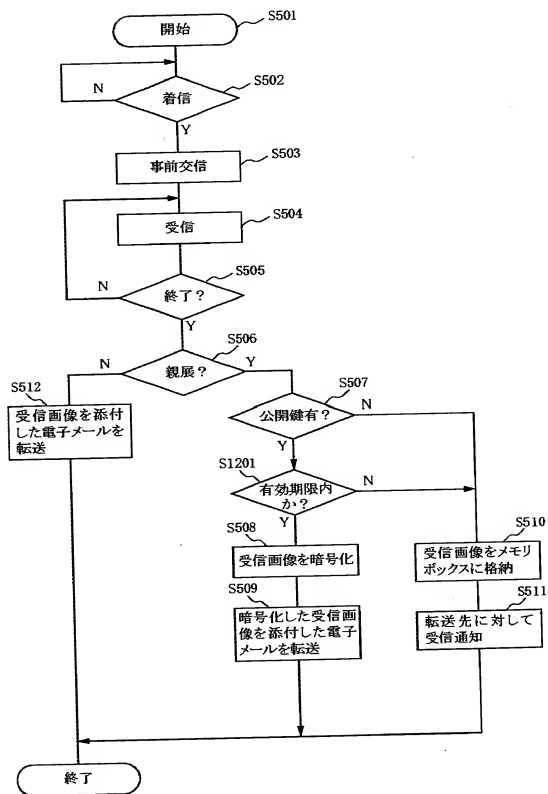 開始
S501
N
着信
S502
Y
事前交信
S503
受信
S504
N
終了？
S505
Y
S506
N
親展？
Y
S512
受信画像を添付
した電子メールを
転送
S507
公開鍵有？
N
Y
S1201
有効期限内
か？
N
Y
S508
受信画像を暗号化
S510
受信画像をメモリ
ボックスに格納
S509
暗号化した受信画
像を添付した電子
メールを転送
S511
転送先に対して
受信通知
終了